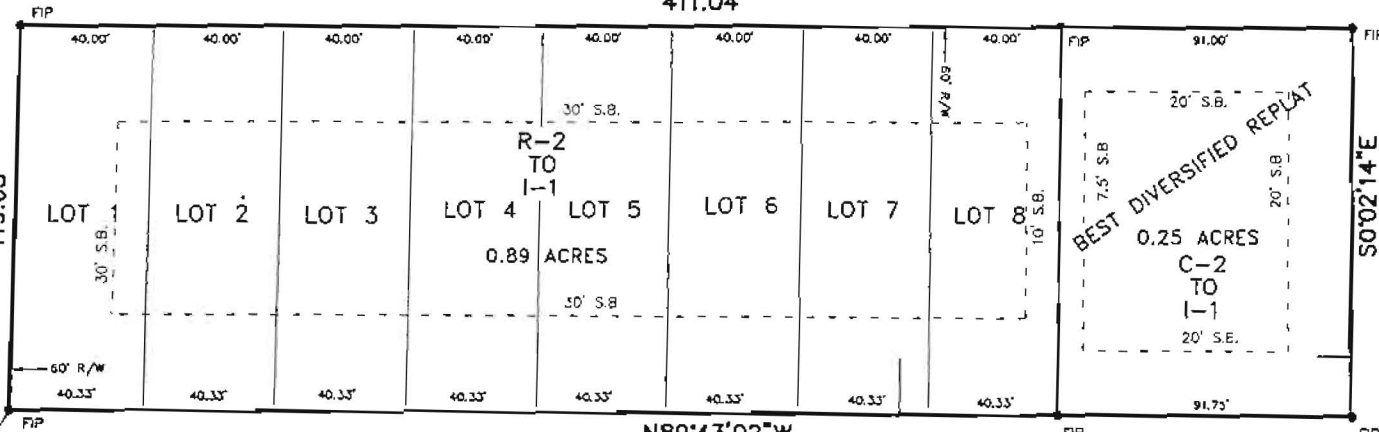 411.04'
FIP
40.00' 40.00' 40.00' 40.00' 40.00' 40.00' 40.00' 40.00' FIP 91.00' FIP
60' R/W
30' S.B.
20' S.B.
R-2
TO
I-1
7.5' S.B
20' S.B
BEST DIVERSIFIED REPLAT
S0°02'14"E
LOT 1 LOT 2 LOT 3 LOT 4 LOT 5 LOT 6 LOT 7 LOT 8
30' S.B.
10' S.B.
0.89 ACRES
0.25 ACRES
C-2
TO
I-1
30' S.B
20' S.B.
60' R/W
40.33' 40.33' 40.33' 40.33' 40.33' 40.33' 40.33' 40.33' 91.75'
FIP